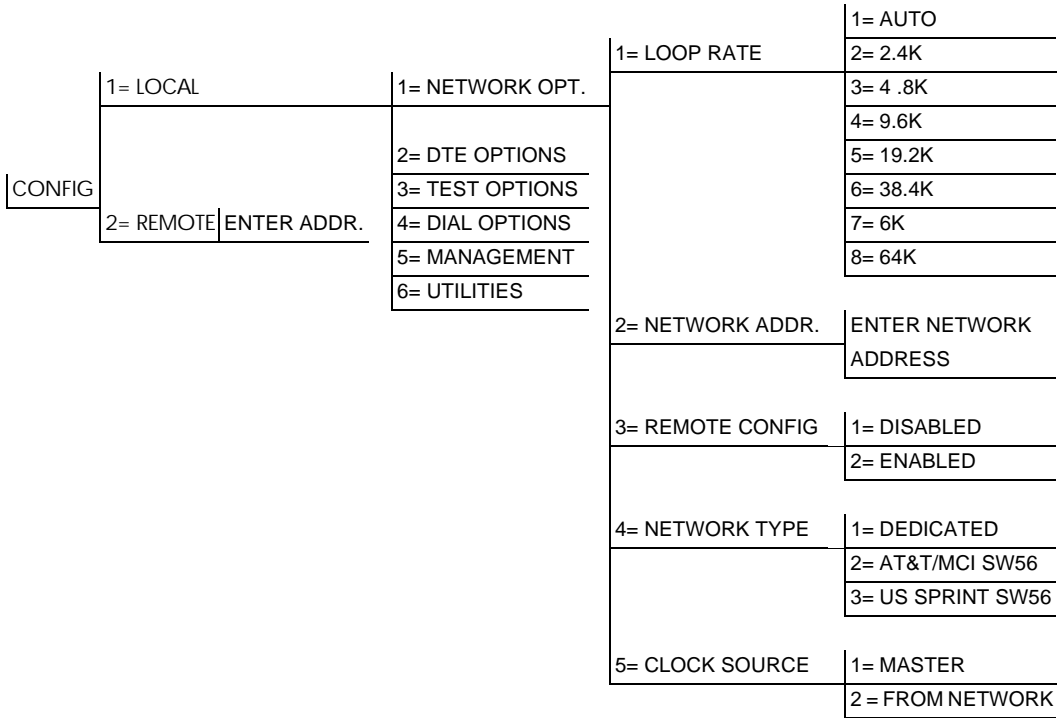 CONFIG
1= LOCAL
2= REMOTE
ENTER ADDR.
1= NETWORK OPT.
2= DTE OPTIONS
3= TEST OPTIONS
4= DIAL OPTIONS
5= MANAGEMENT
6= UTILITIES
1= LOOP RATE
1= AUTO
2= 2.4K
3= 4 .8K
4= 9.6K
5= 19.2K
6= 38.4K
7= 6K
8= 64K
2= NETWORK ADDR.
ENTER NETWORK
ADDRESS
3= REMOTE CONFIG
1= DISABLED
2= ENABLED
4= NETWORK TYPE
1= DEDICATED
2= AT&T/MCI SW56
3= US SPRINT SW56
5= CLOCK SOURCE
1= MASTER
2 = FROM NETWORK